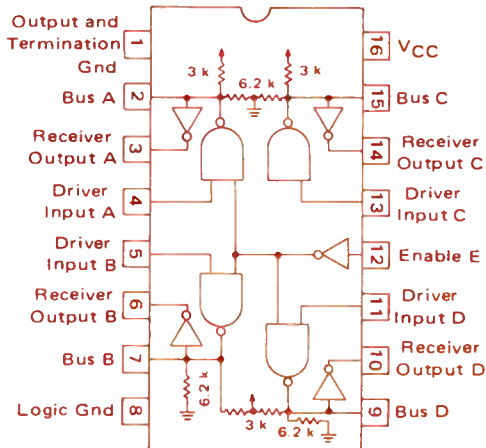 Output and
Termination
Gnd
1
16
VCC
3 k
3 k
6.2 k
Bus A
2
15
Bus C
Receiver
Output A
3
14
Receiver
Output C
Driver
Input A
4
13
Driver
Input C
Driver
Input B
5
12
Enable E
Receiver
Output B
6
11
Driver
Input D
Bus B
7
10
Receiver
Output D
6.2 k
Logic Gnd
8
3 k
6.2 k
9
Bus D